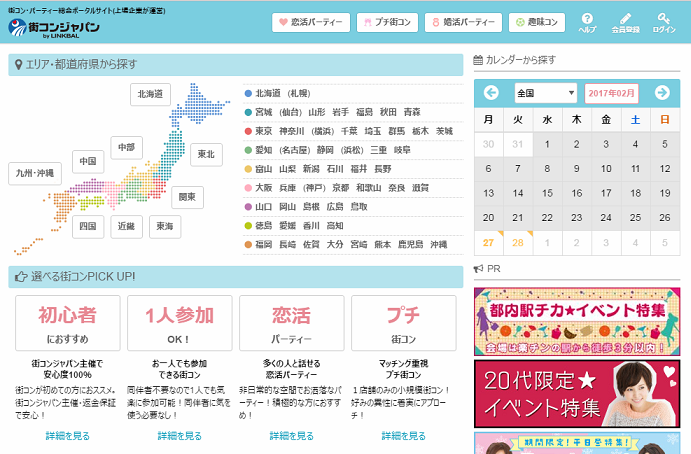 街コン・パーティー総合ポータルサイト(上場企業が運営)
街コンジャパン
by LINKBAL
恋活パーティー
プチ街コン
婚活パーティー
趣味コン
ヘルプ
会員登録
ログイン
エリア・都道府県から探す
北海道
中部
中国
東北
九州・沖縄
関東
四国
近畿
東海
北海道 (札幌)
宮城 (仙台) 山形 岩手 福島 秋田 青森
東京 神奈川 (横浜) 千葉 埼玉 群馬 栃木 茨城
愛知 (名古屋) 静岡 (浜松) 三重 岐阜
富山 山梨 新潟 石川 福井 長野
大阪 兵庫 (神戸) 京都 和歌山 奈良 滋賀
山口 岡山 島根 広島 鳥取
徳島 愛媛 香川 高知
福岡 長崎 佐賀 大分 宮崎 熊本 鹿児島 沖縄
選べる街コンPICK UP!
初心者
におすすめ
街コンジャパン主催で
安心度100%
街コンが初めての方におススメ。
街コンジャパン主催・返金保証
で安心!
詳細を見る
1人参加
OK!
お一人でも参加
できる街コン
同伴者不要なので1人でも気
楽に参加可能!同伴者に気を
使う必要なし!
詳細を見る
恋活
パーティー
多くの人と話せる
恋活パーティー
非日常的な空間でお洒落なパ
ーティー!積極的な方におすす
め!
詳細を見る
プチ
街コン
マッチング重視
プチ街コン
1店舗のみの小規模街コン!
好みの異性に着実にアプロー
チ!
詳細を見る
カレンダーから探す
全国
2017年02月
月 火 水 木 金 土 日
30 31 1 2 3 4 5
6 7 8 9 10 11 12
13 14 15 16 17 18 19
20 21 22 23 24 25 26
27 28 1 2 3 4 5
PR
都内駅チカ★イベント特集
会場は楽チンの駅から徒歩3分以内!
20代限定★
イベント特集
期間限定!平日夢特集!